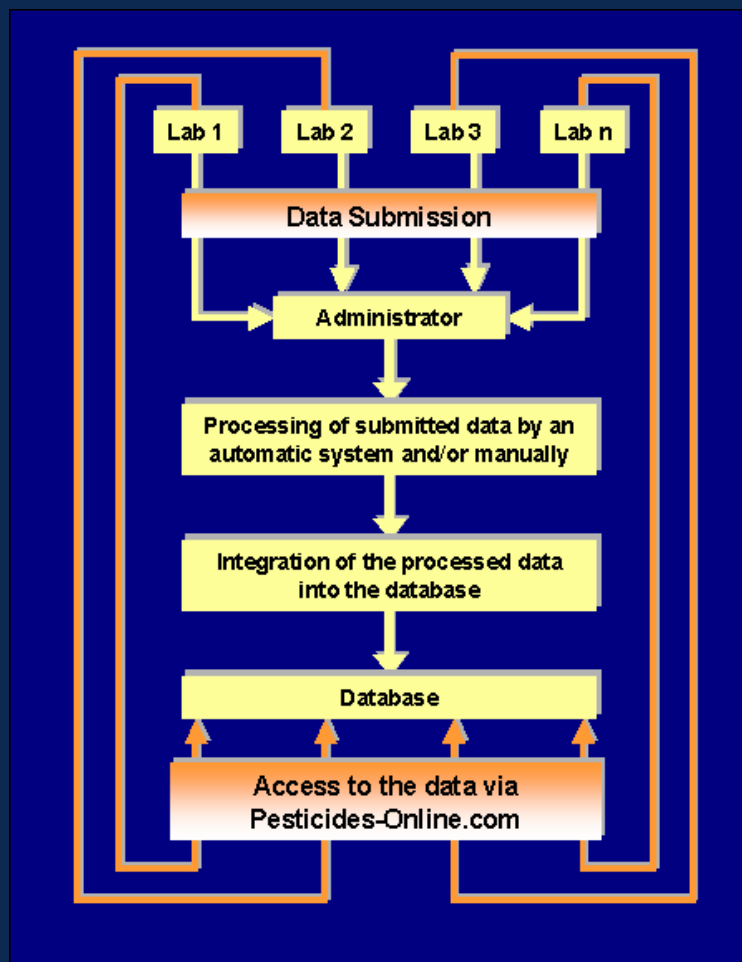 Lab 1
Lab 2
Lab 3
Lab n
Data Submission
Administrator
Processing of submitted data by an
automatic system and/or manually
Integration of the processed data
into the database
Database
Access to the data via
Pesticides-Online.com